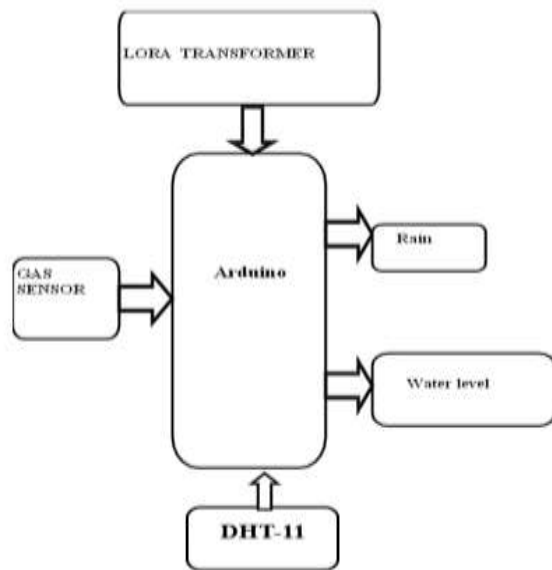 LORA TRANSFORMER
Arduino
Rain
GAS
SENSOR
Water level
DHT-11